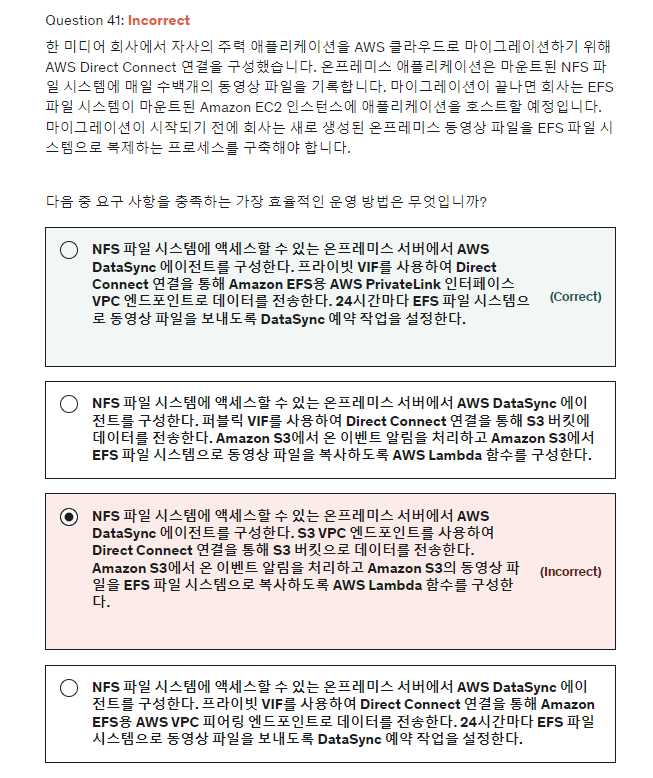 Question 41: Incorrect
한 미디어 회사에서 자사의 주력 애플리케이션을 AWS 클라우드로 마이그레이션하기 위해
AWS Direct Connect 연결을 구성했습니다. 온프레미스 애플리케이션은 마운트된 NFS 파
일 시스템에 매일 수백개의 동영상 파일을 기록합니다. 마이그레이션이 끝나면 회사는 EFS
파일 시스템이 마운트된 Amazon EC2 인스턴스에 애플리케이션을 호스트할 예정입니다.
마이그레이션이 시작되기 전에 회사는 새로 생성된 온프레미스 동영상 파일을 EFS 파일 시
스템으로 복제하는 프로세스를 구축해야 합니다.
다음 중 요구 사항을 충족하는 가장 효율적인 운영 방법은 무엇입니까?
NFS 파일 시스템에 액세스할 수 있는 온프레미스 서버에서 AWS
DataSync 에이전트를 구성한다. 프라이빗 VIF를 사용하여 Direct
Connect 연결을 통해 Amazon EFS용 AWS PrivateLink 인터페이스
VPC 엔드포인트로 데이터를 전송한다. 24시간마다 EFS 파일 시스템으
로 동영상 파일을 보내도록 DataSync 예약 작업을 설정한다.
(Correct)
NFS 파일 시스템에 액세스할 수 있는 온프레미스 서버에서 AWS DataSync 에이
전트를 구성한다. 퍼블릭 VIF를 사용하여 Direct Connect 연결을 통해 S3 버킷에
데이터를 전송한다. Amazon S3에서 온 이벤트 알림을 처리하고 Amazon S3에서
EFS 파일 시스템으로 동영상 파일을 복사하도록 AWS Lambda 함수를 구성한다.
NFS 파일 시스템에 액세스할 수 있는 온프레미스 서버에서 AWS
DataSync 에이전트를 구성한다. S3 VPC 엔드포인트를 사용하여
Direct Connect 연결을 통해 S3 버킷으로 데이터를 전송한다.
Amazon S3에서 온 이벤트 알림을 처리하고 Amazon S3의 동영상 파
일을 EFS 파일 시스템으로 복사하도록 AWS Lambda 함수를 구성한
다.
(Incorrect)
NFS 파일 시스템에 액세스할 수 있는 온프레미스 서버에서 AWS DataSync 에이
전트를 구성한다. 프라이빗 VIF를 사용하여 Direct Connect 연결을 통해 Amazon
EFS용 AWS VPC 피어링 엔드포인트로 데이터를 전송한다. 24시간마다 EFS 파일
시스템으로 동영상 파일을 보내도록 DataSync 예약 작업을 설정한다.